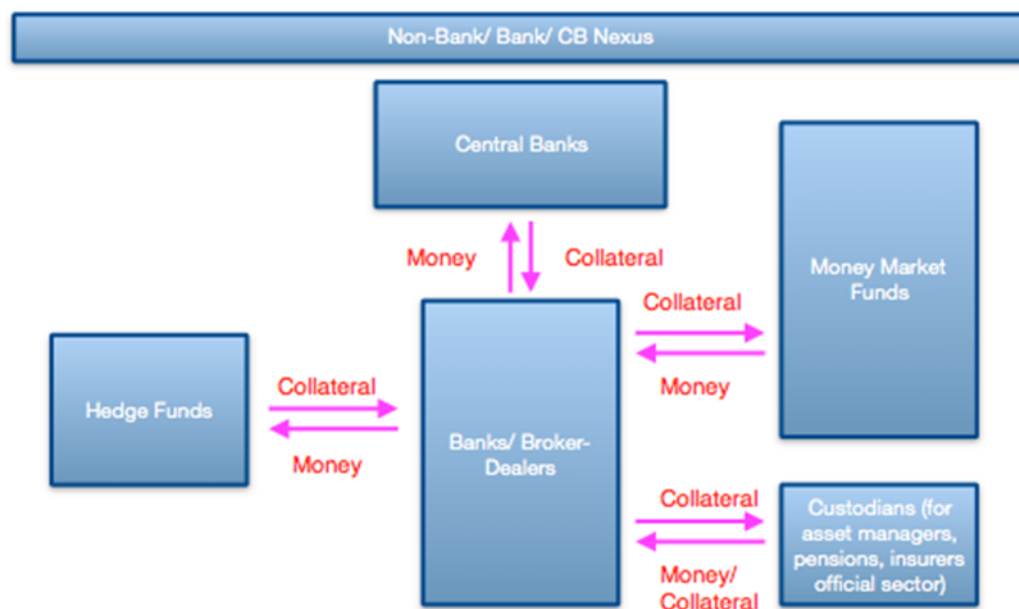 Non-Bank/ Bank/ CB Nexus
Central Banks
Money
Collateral
Money Market
Funds
Collateral
Money
Hedge Funds
Collateral
Money
Banks/ Broker-
Dealers
Collateral
Money/
Collateral
Custodians (for
asset managers,
pensions, insurers
official sector)